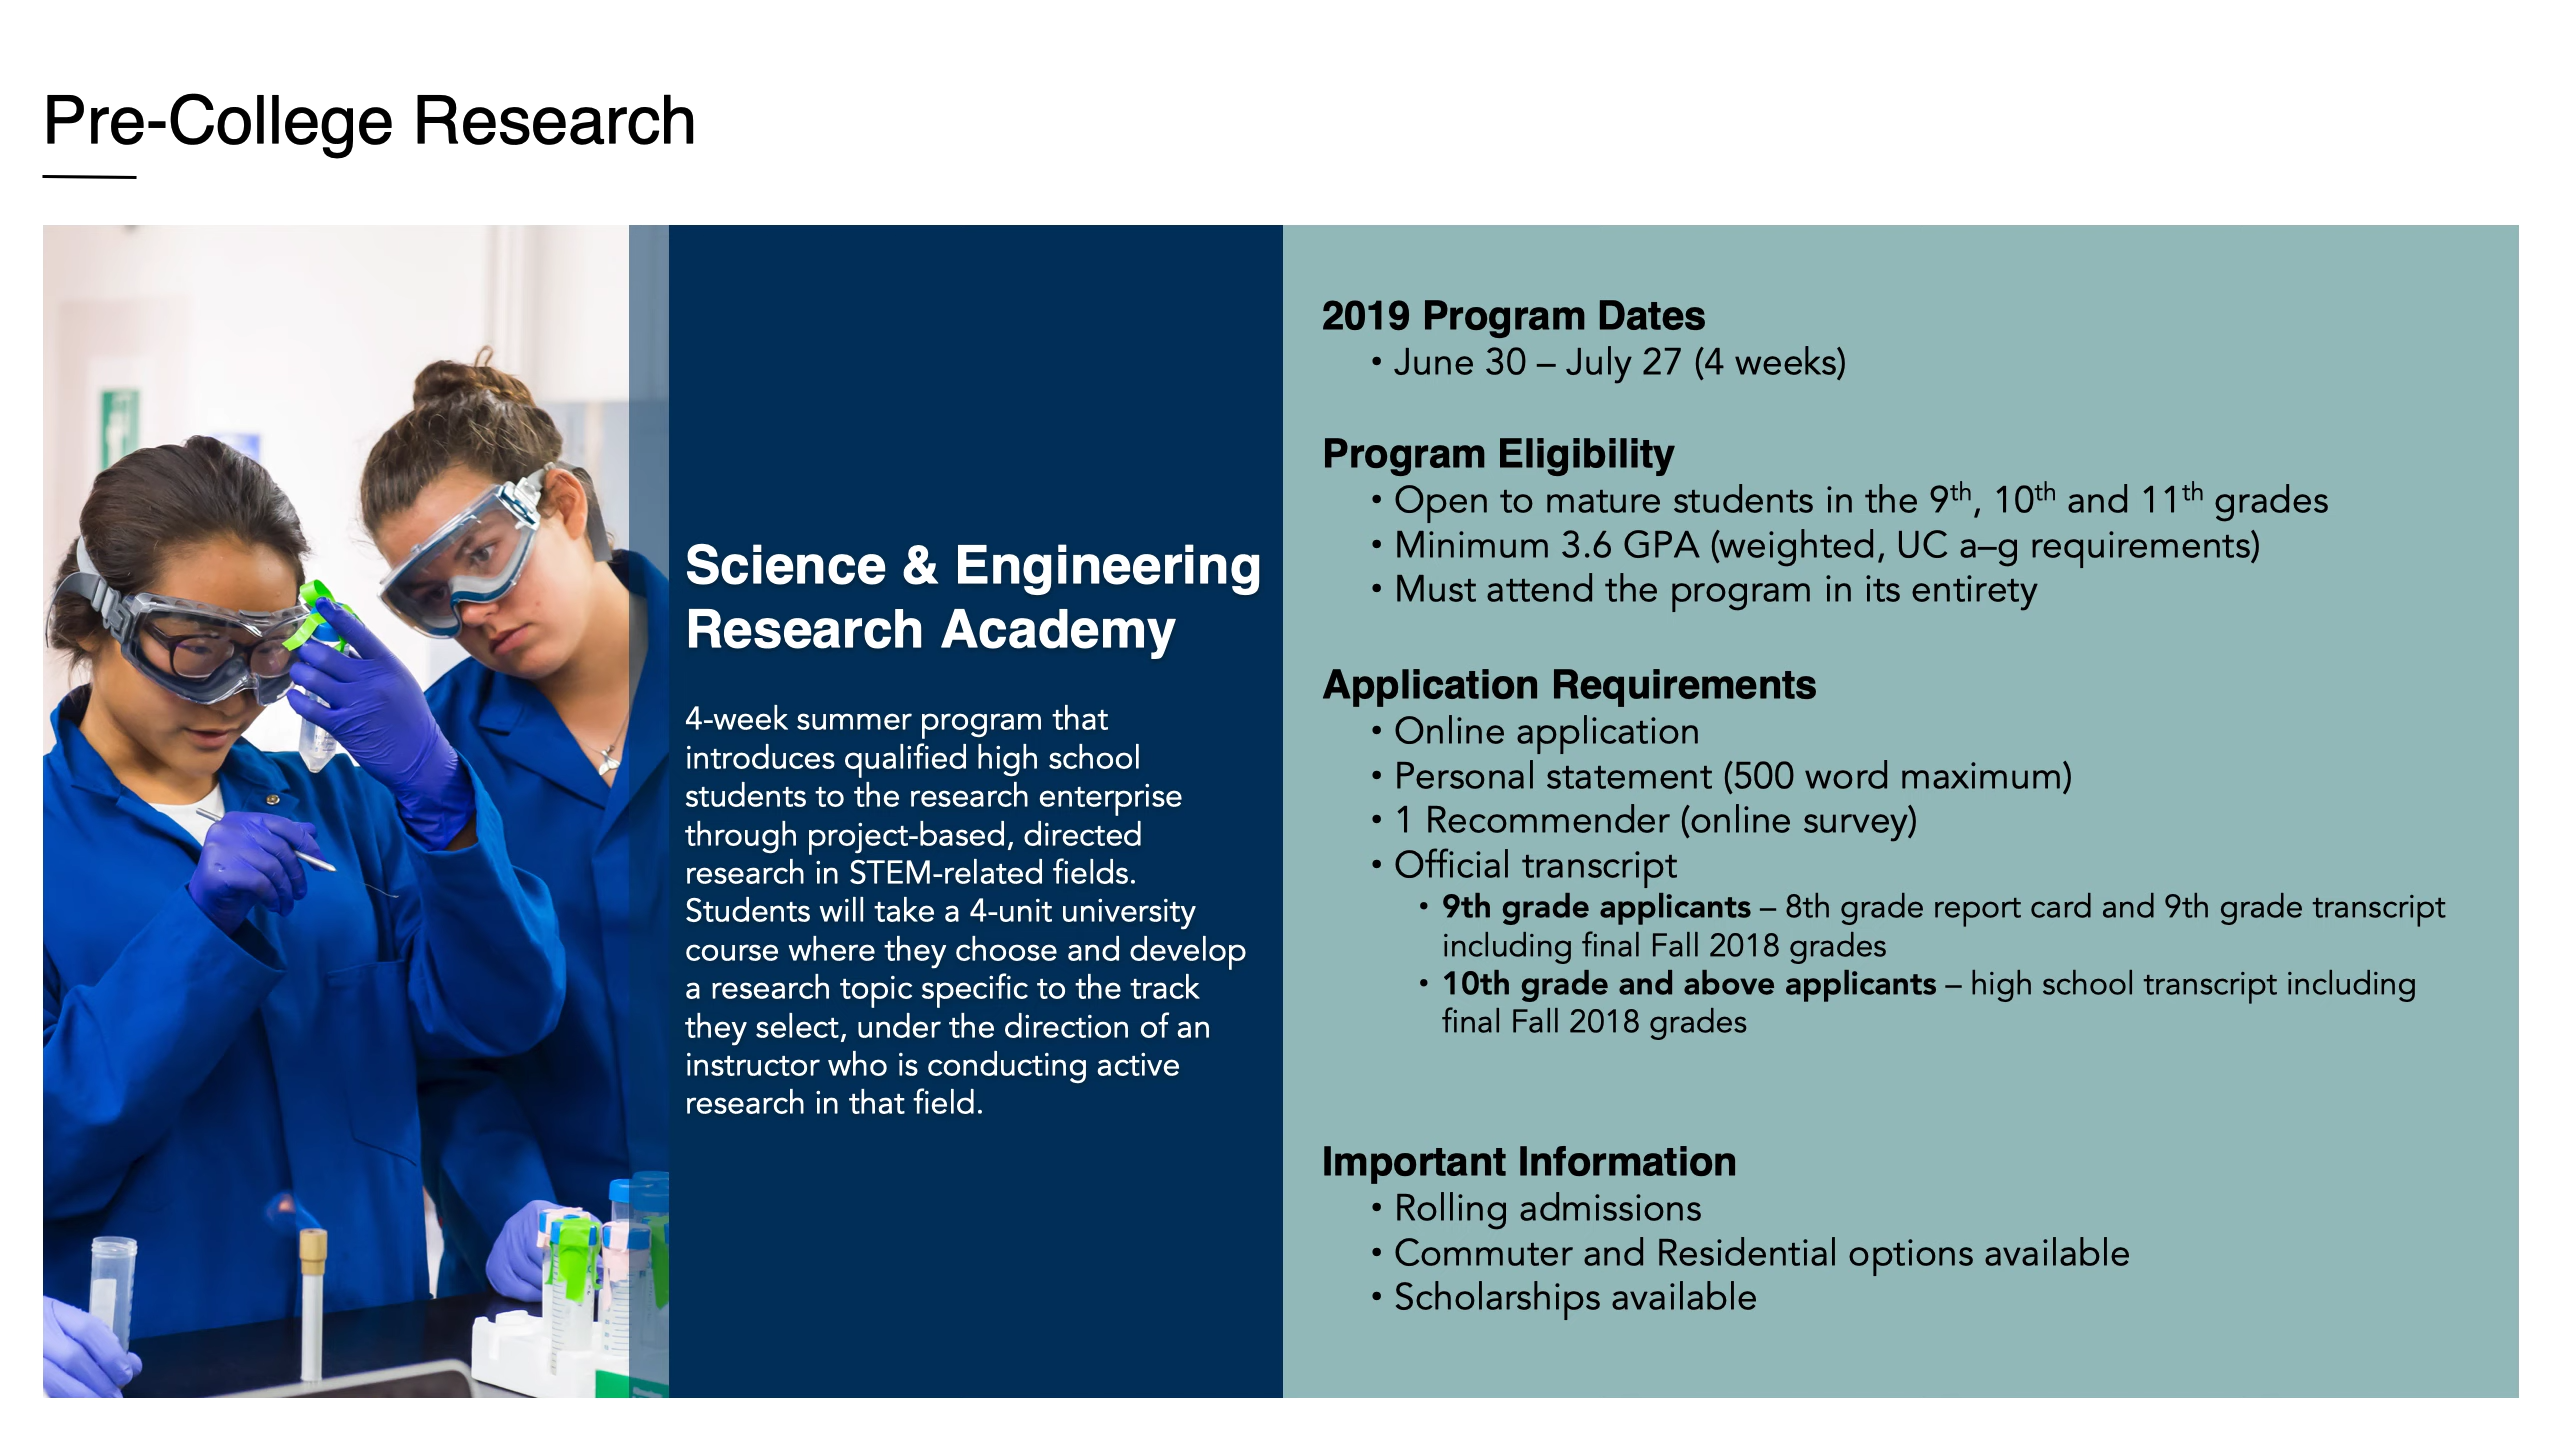 Pre-College Research
Science & Engineering
Research Academy
4-week summer program that
introduces qualified high school
students to the research enterprise
through project-based, directed
research in STEM-related fields.
Students will take a 4-unit university
course where they choose and develop
a research topic specific to the track
they select, under the direction of an
instructor who is conducting active
research in that field.
2019 Program Dates
• June 30 – July 27 (4 weeks)
Program Eligibility
• Open to mature students in the 9th, 10th and 11th grades
• Minimum 3.6 GPA (weighted, UC a–g requirements)
• Must attend the program in its entirety
Application Requirements
• Online application
• Personal statement (500 word maximum)
• 1 Recommender (online survey)
• Official transcript
• 9th grade applicants – 8th grade report card and 9th grade transcript
including final Fall 2018 grades
• 10th grade and above applicants – high school transcript including
final Fall 2018 grades
Important Information
• Rolling admissions
• Commuter and Residential options available
• Scholarships available